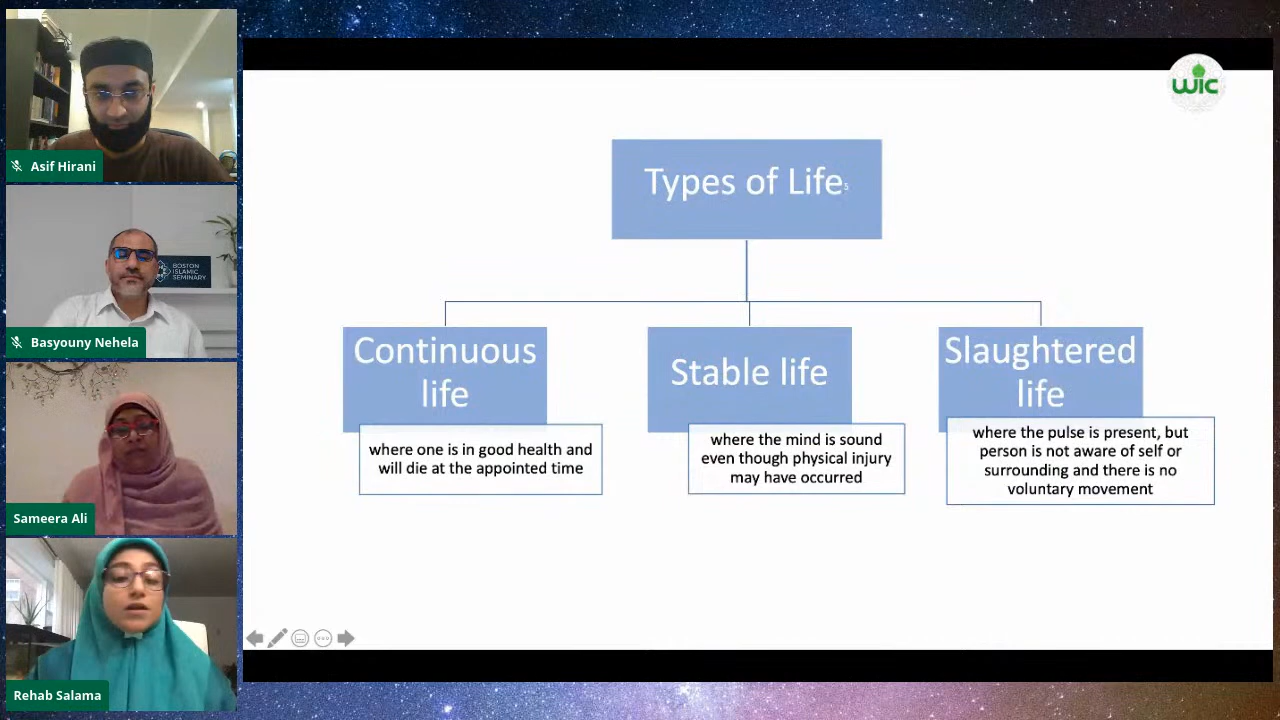 Asif Hirani
BOSTON
ISLAMIC
SEMINARY
Basyouny Nehela
Sameera Ali
Rehab Salama
wic
Types of Lifes
Continuous
life
where one is in good health and
will die at the appointed time
Stable life
where the mind is sound
even though physical injury
may have occurred
Slaughtered
life
where the pulse is present, but
person is not aware of self or
surrounding and there is no
voluntary movement